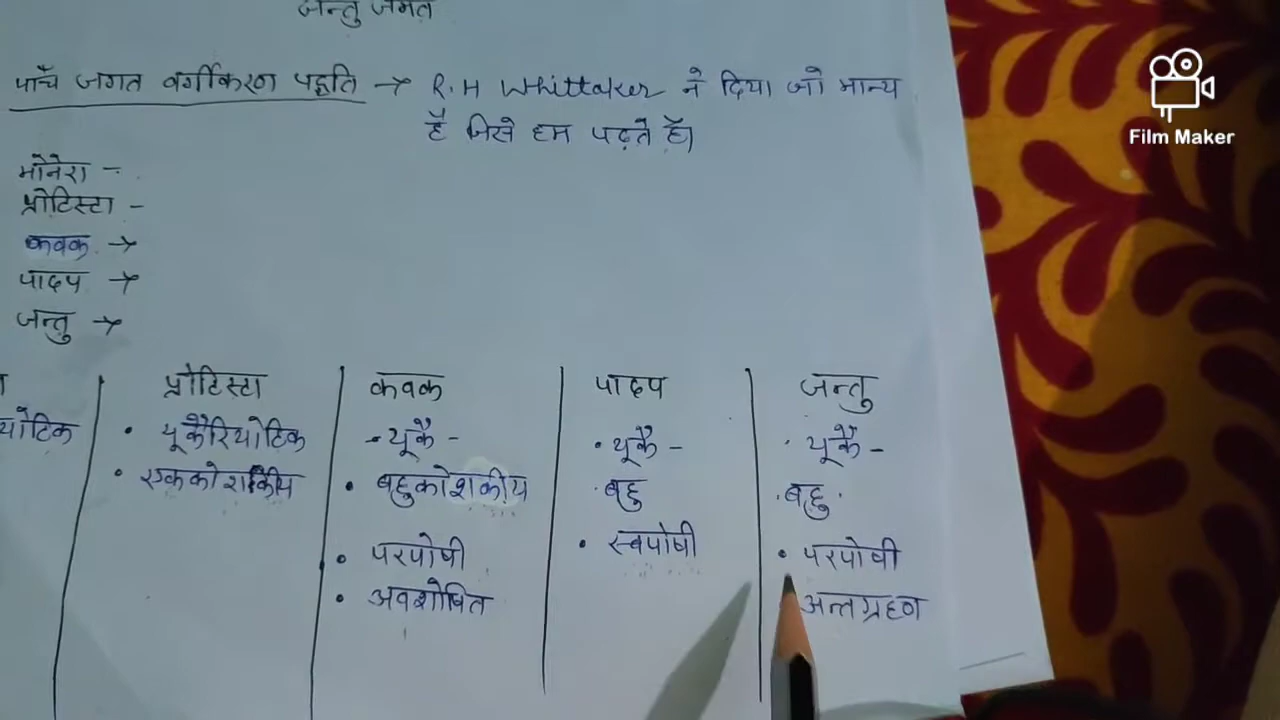 जन्तु जगत
पाँच जगत वर्गीकरण पद्धति → R.H Whittaker ने दिया जो मान्य
है जिसे हम पढ़ते हैं।
Film Maker
मोनेरा -
प्रोटिस्टा -
कवक →
पादप →
जन्तु →
प्रोटिस्टा
• यूकैरियोटिक
• एककोशकीय
कवक
• यूकै -
• बहुकोशकीय
• परपोषी
• अवशोषित
पादप
• यूकै -
• बहु
• स्वपोषी
जन्तु
• यूकै -
• बहु •
• परपोषी
अन्तग्रहण